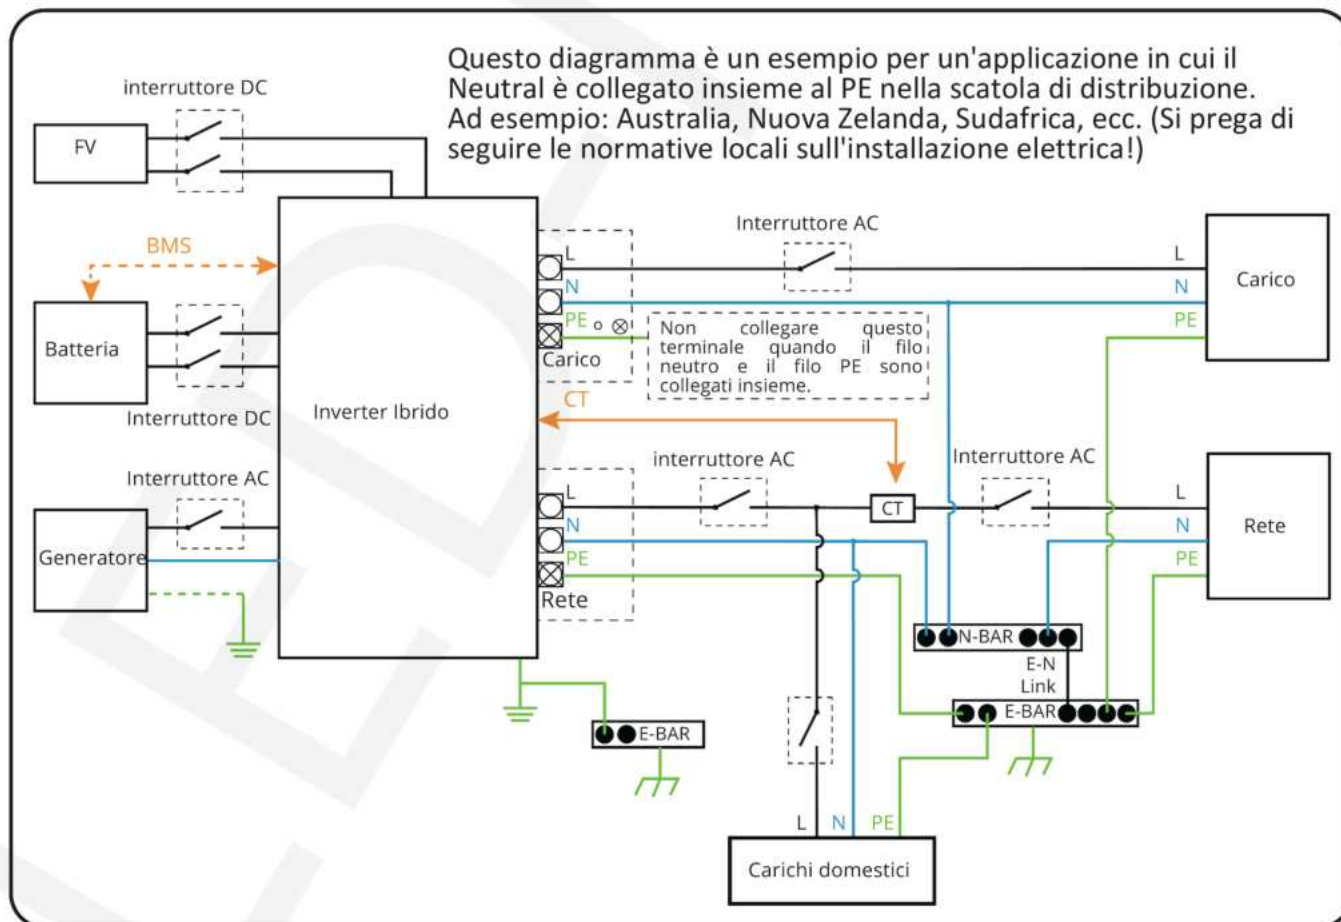 Questo diagramma è un esempio per un'applicazione in cui il
Neutral è collegato insieme al PE nella scatola di distribuzione.
Ad esempio: Australia, Nuova Zelanda, Sudafrica, ecc. (Si prega di
seguire le normative locali sull'installazione elettrica!)
interruttore DC
FV
BMS
Batteria
Interruttore DC
Inverter Ibrido
Interruttore AC
Generatore
Interruttore AC
L
N
PE
o
Carico
Non collegare questo
terminale quando il filo
neutro e il filo PE sono
collegati insieme.
L
N
PE
Carico
CT
interruttore AC
Interruttore AC
L
N
PE
Rete
CT
L
N
PE
Rete
N-BAR
E-N
Link
E-BAR
E-BAR
L
N
PE
Carichi domestici